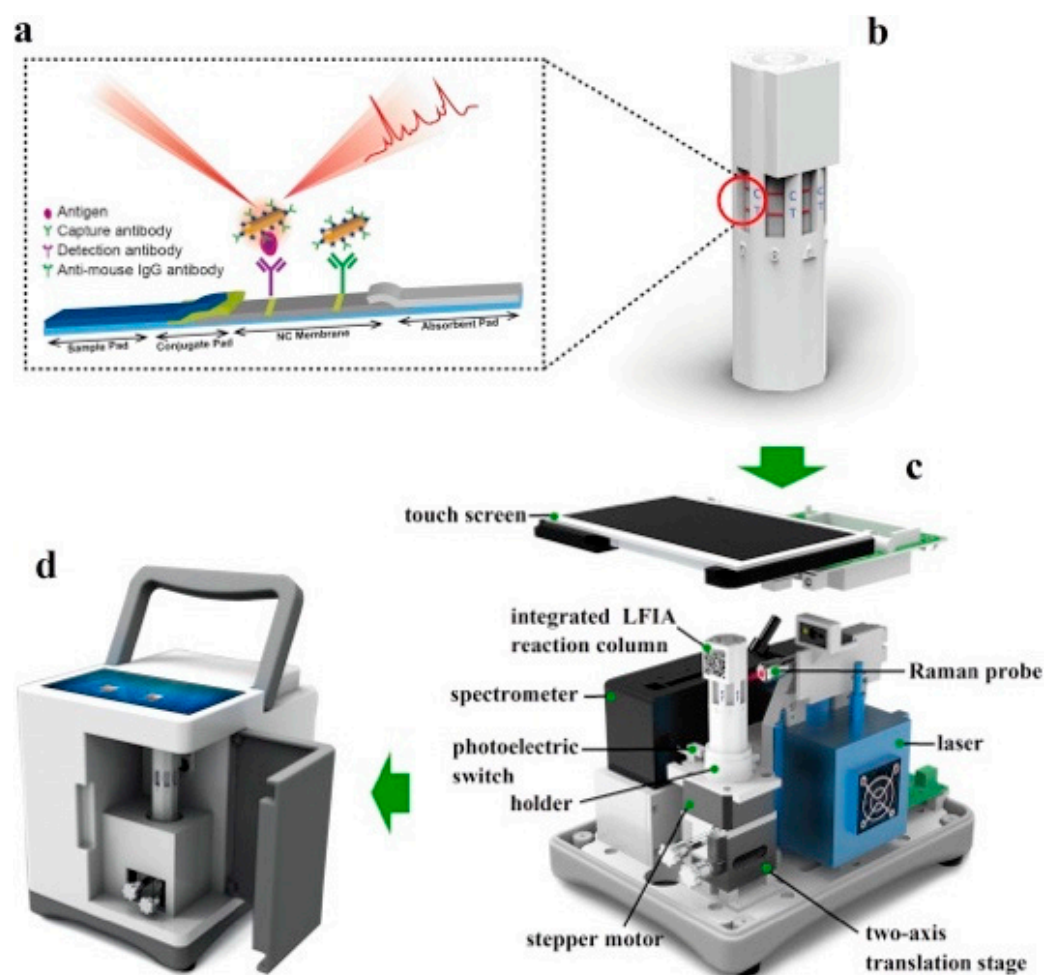 a
b
Antigen
Capture antibody
Detection antibody
Anti-mouse IgG antibody
Sample Pad
Conjugate Pad
NC Membrane
Absorbent Pad
C
T
C
T
C
T
c
touch screen
d
integrated LFIA
reaction column
spectrometer
Raman probe
photoelectric
switch
laser
holder
stepper motor
two-axis
translation stage